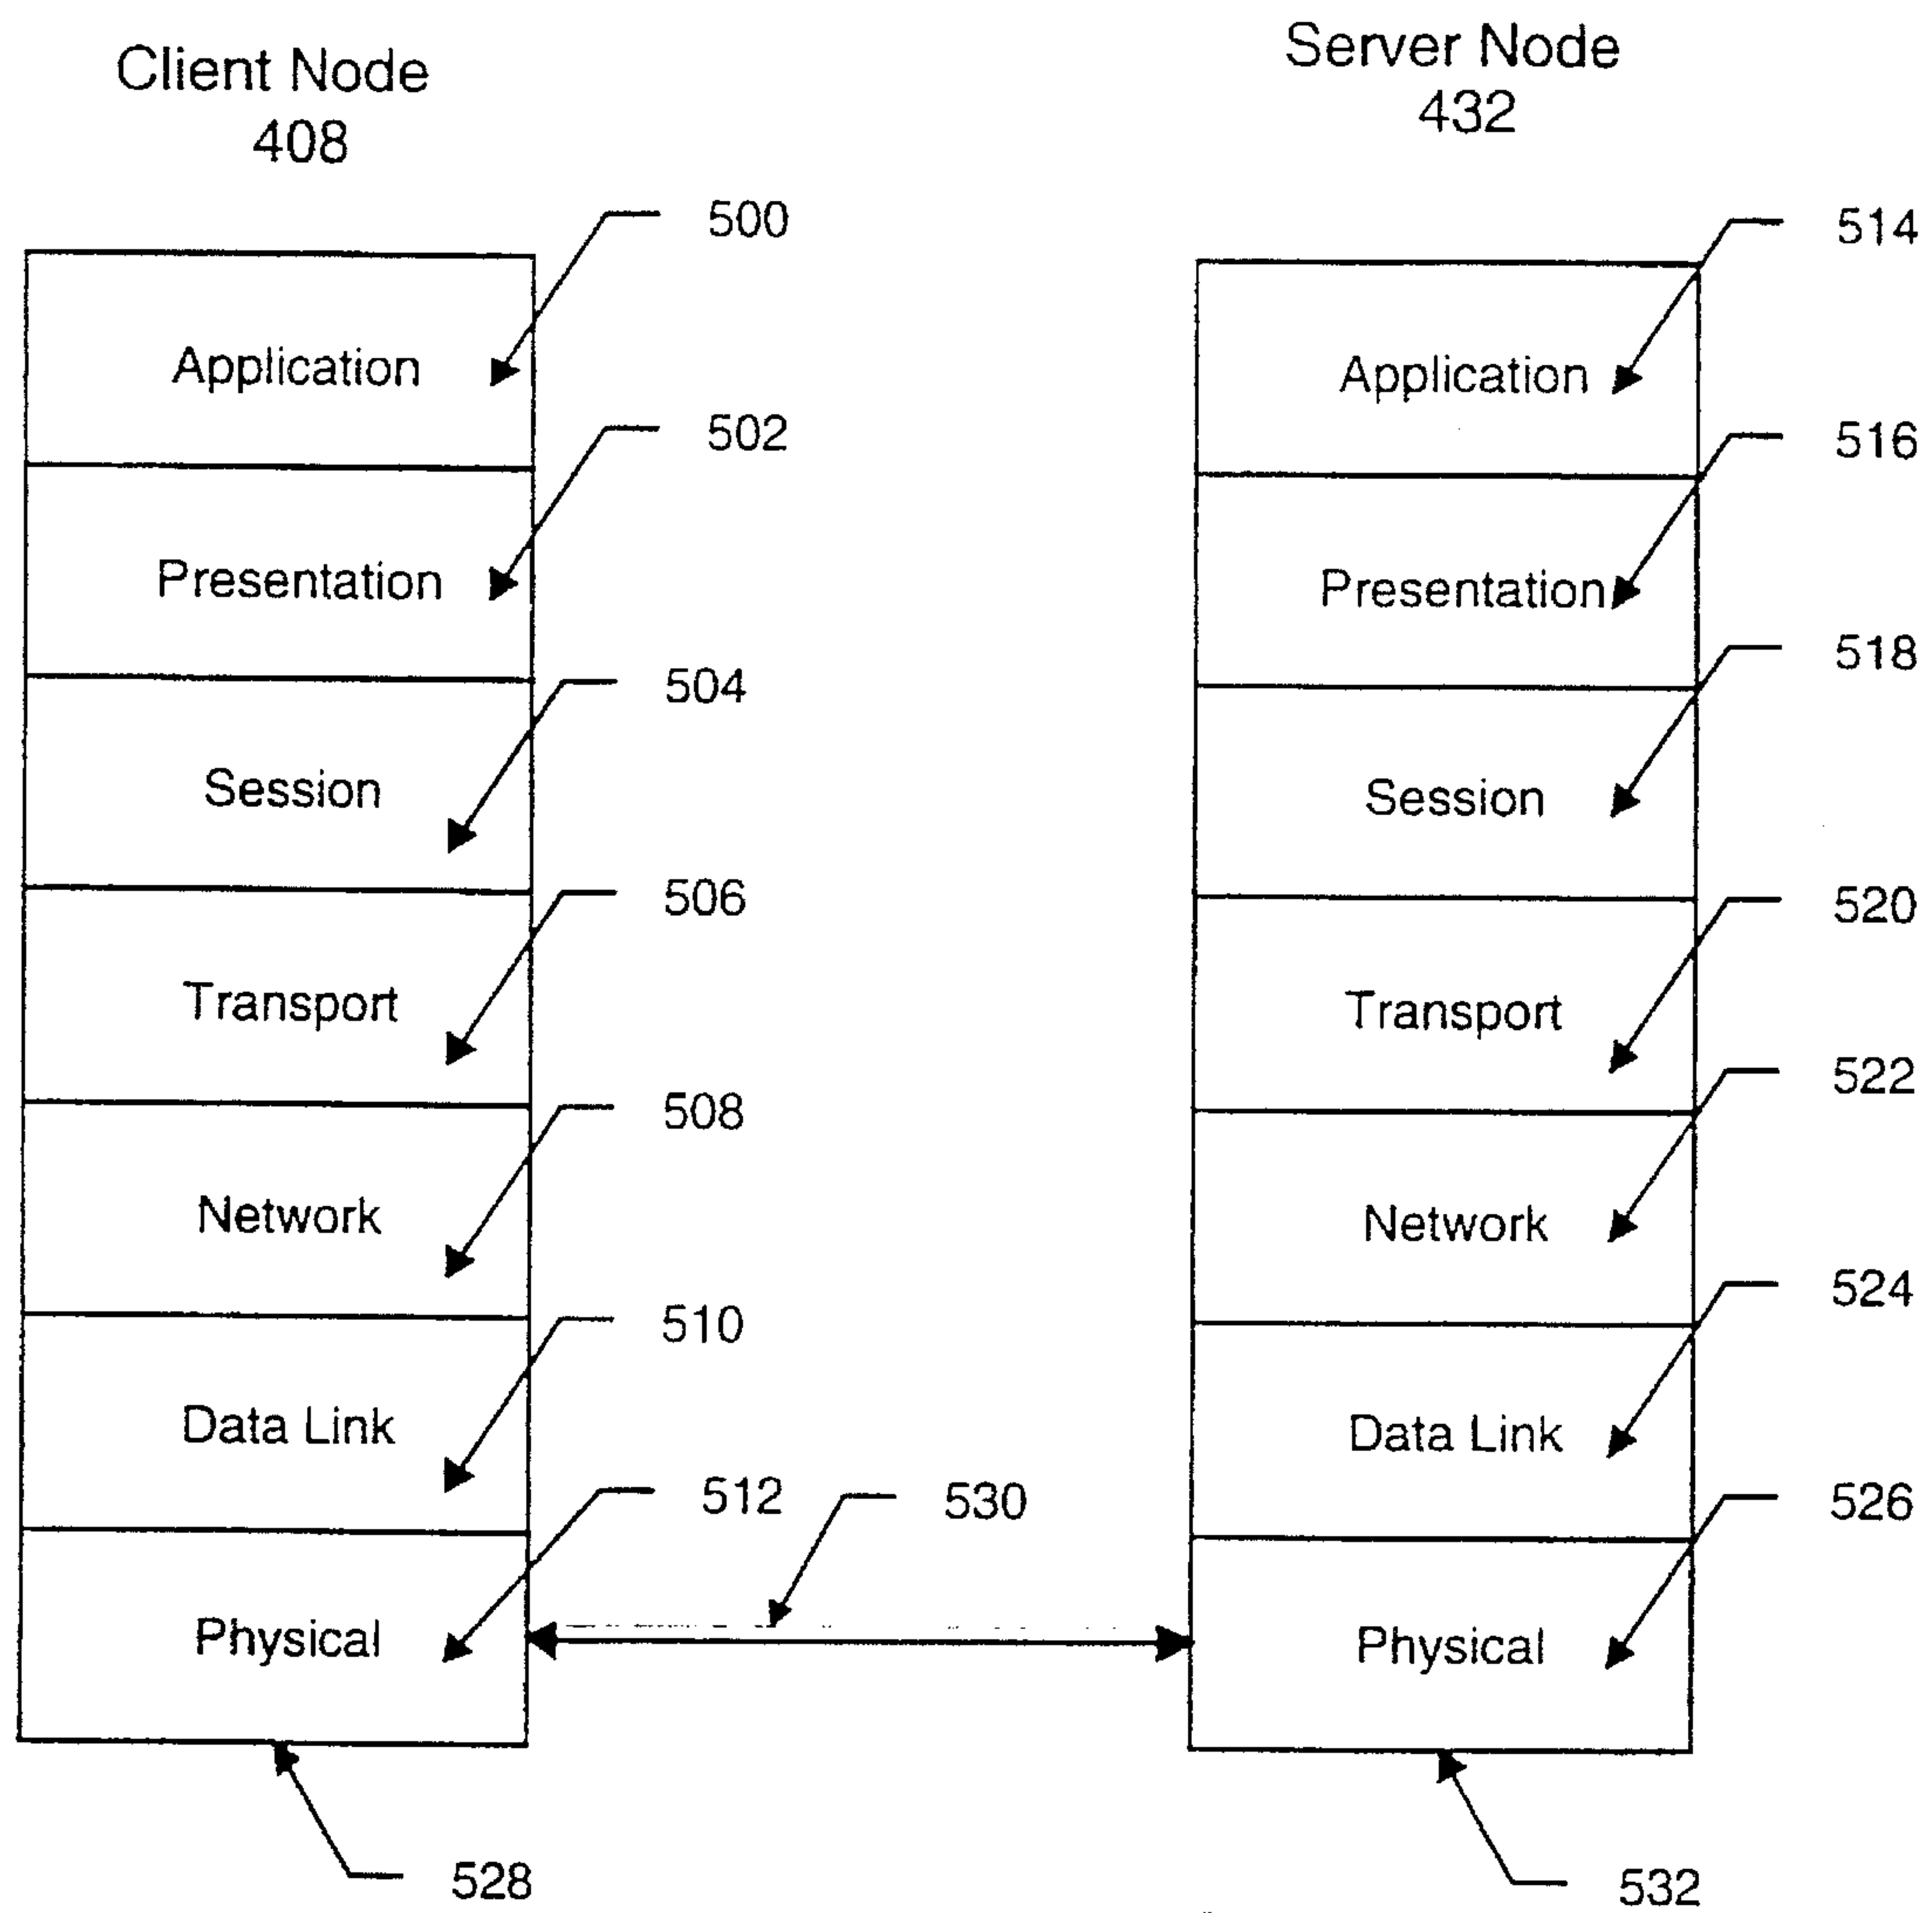 Client Node
408
Server Node
432
500
514
Application
Application
502
516
Presentation
Presentation
504
518
Session
Session
506
520
Transport
Transport
508
522
Network
Network
510
524
Data Link
Data Link
512
530
526
Physical
Physical
528
532